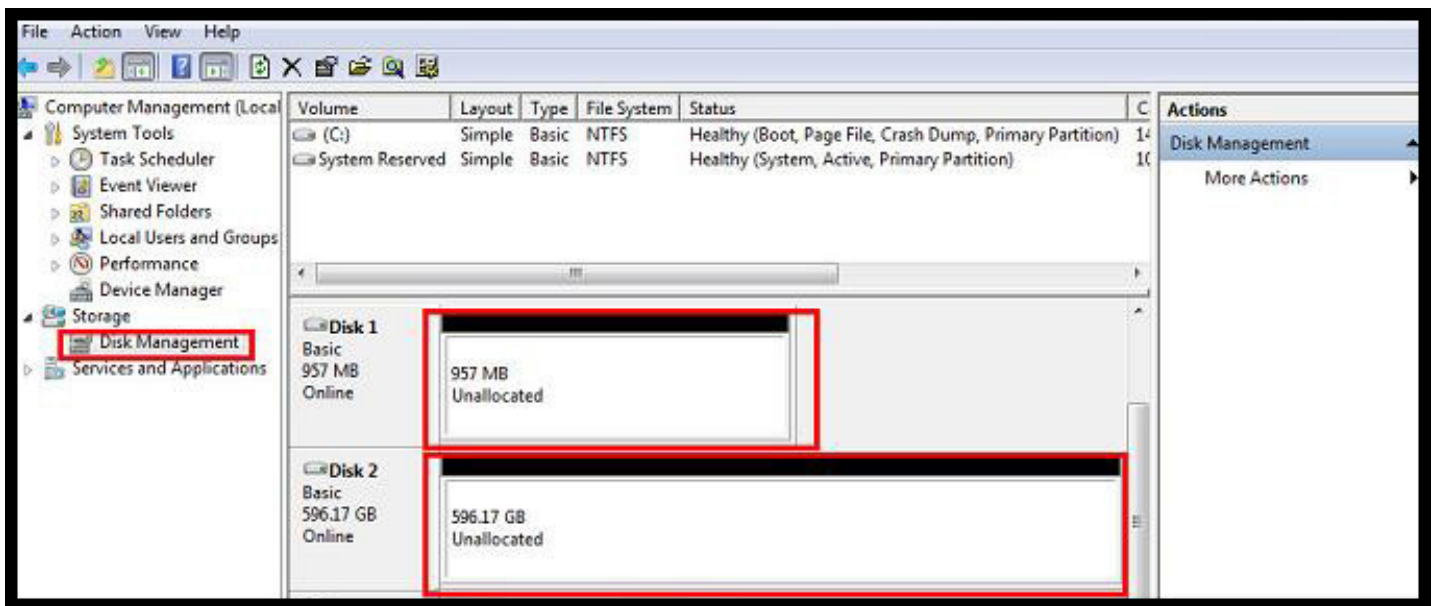 File Action View Help
Computer Management (Local
System Tools
Task Scheduler
Event Viewer
Shared Folders
Local Users and Groups
Performance
Device Manager
Storage
Disk Management
Services and Applications
Volume Layout Type File System Status C
(C:) Simple Basic NTFS Healthy (Boot, Page File, Crash Dump, Primary Partition) 14
System Reserved Simple Basic NTFS Healthy (System, Active, Primary Partition) 10
Disk 1
Basic
957 MB
Online
957 MB
Unallocated
Disk 2
Basic
596.17 GB
Online
596.17 GB
Unallocated
Actions
Disk Management
More Actions